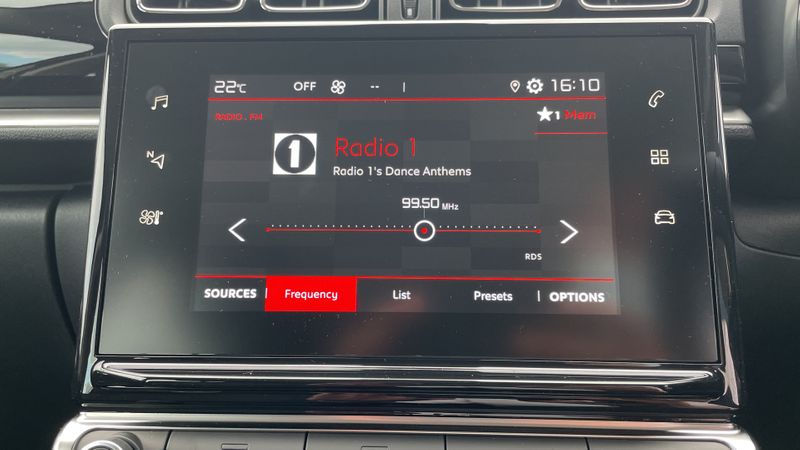 22°C OFF -- 16:10
RADIO . FM
1 Mem
1
Radio 1
Radio 1's Dance Anthems
99.50 MHz
RDS
SOURCES Frequency List Presets OPTIONS
N